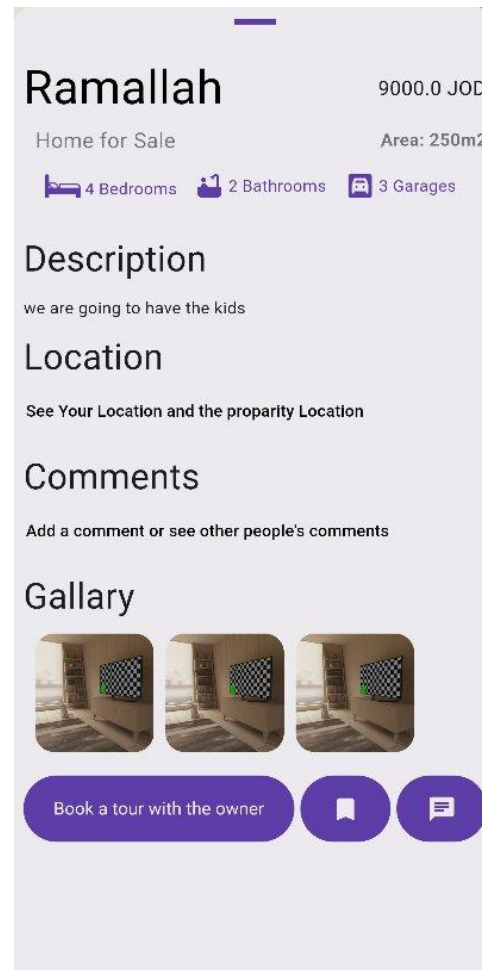 Ramallah
9000.0 JOD
Home for Sale
Area: 250m2
4 Bedrooms
2 Bathrooms
3 Garages
Description
we are going to have the kids
Location
See Your Location and the proparity Location
Comments
Add a comment or see other people's comments
Gallary
Book a tour with the owner